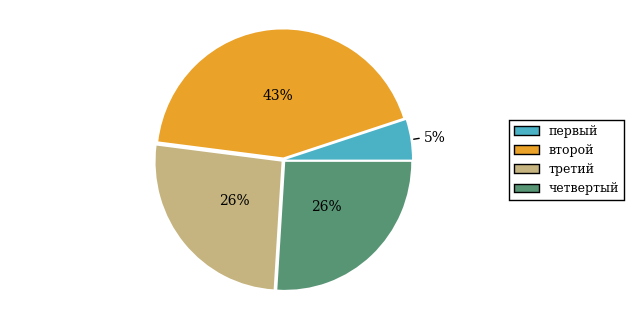 43%
5%
26%
26%
первый
второй
третий
четвертый